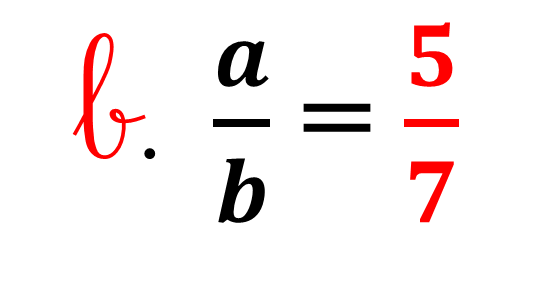 b. a/b = 5/7